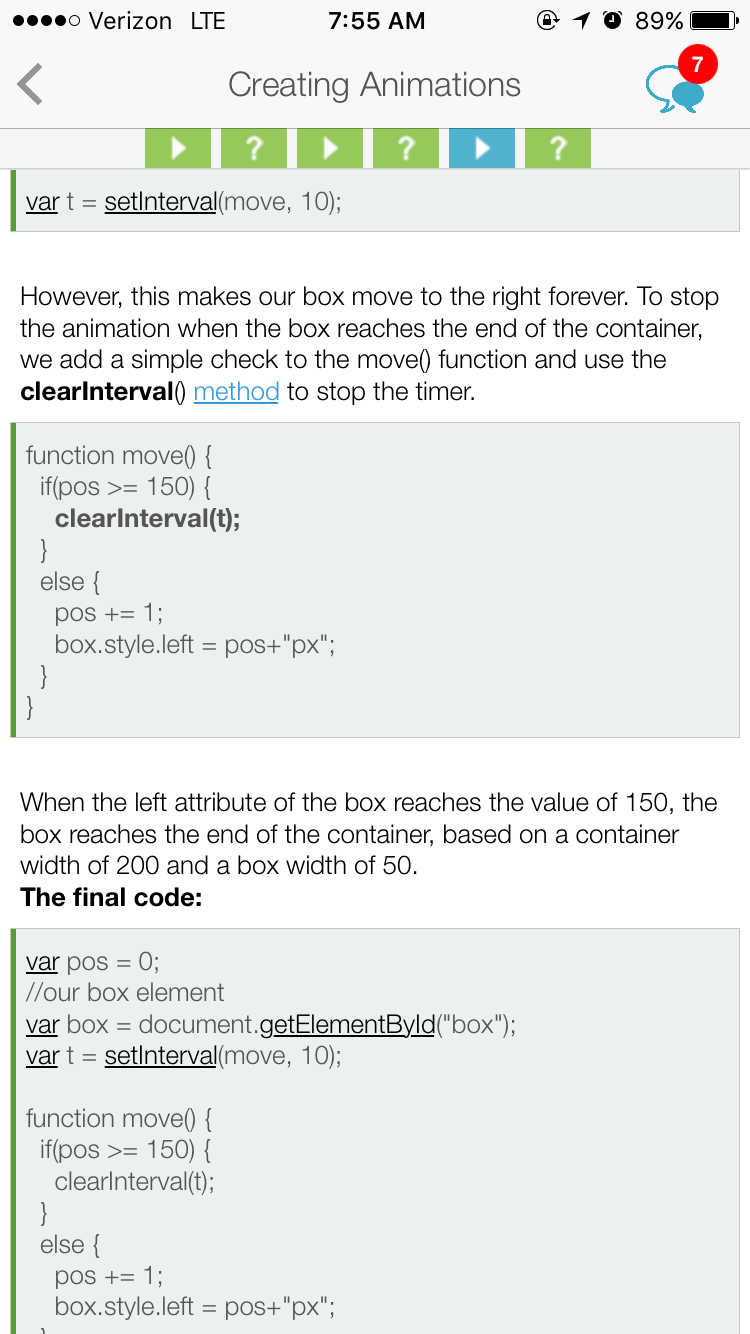 Verizon LTE 7:55 AM 89%
Creating Animations
7
? ? ?
var t = setInterval(move, 10);
However, this makes our box move to the right forever. To stop
the animation when the box reaches the end of the container,
we add a simple check to the move() function and use the
clearInterval() method to stop the timer.
function move() {
if(pos >= 150) {
clearInterval(t);
}
else {
pos += 1;
box.style.left = pos+"px";
}
}
When the left attribute of the box reaches the value of 150, the
box reaches the end of the container, based on a container
width of 200 and a box width of 50.
The final code:
var pos = 0;
//our box element
var box = document.getElementById("box");
var t = setInterval(move, 10);
function move() {
if(pos >= 150) {
clearInterval(t);
}
else {
pos += 1;
box.style.left = pos+"px";
}